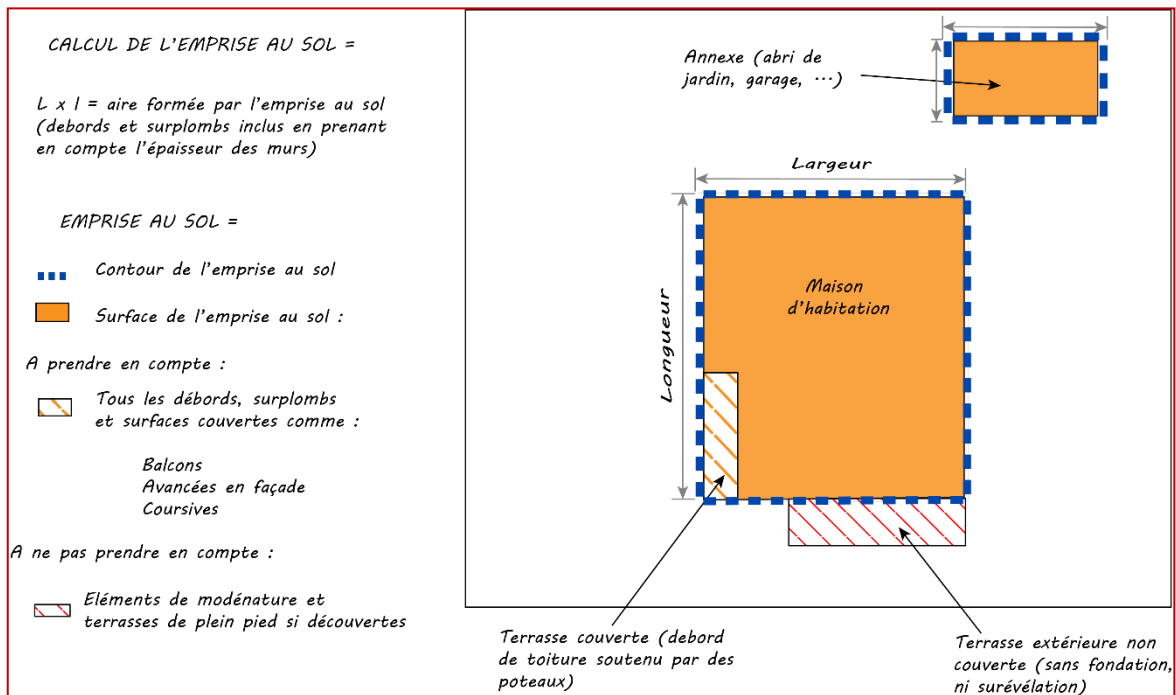 CALCUL DE L'EMPRISE AU SOL =
L x l = aire formée par l'emprise au sol
(debords et surplombs inclus en prenant
en compte l'épaisseur des murs)
EMPRISE AU SOL =
Contour de l'emprise au sol
Surface de l'emprise au sol :
A prendre en compte :
Tous les débords, surplombs
et surfaces couvertes comme :
Balcons
Avancées en façade
Coursives
A ne pas prendre en compte :
Eléments de modénature et
terrasses de plein pied si découvertes
Annexe (abri de
jardin, garage, ...)
Largeur
Longueur
Maison
d'habitation
Terrasse couverte (debord
de toiture soutenu par des
poteaux)
Terrasse extérieure non
couverte (sans fondation,
ni surévélation)